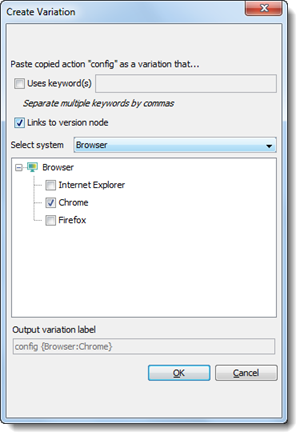 Create Variation
Paste copied action "config" as a variation that...
Uses keyword(s)
Separate multiple keywords by commas
Links to version node
Select system Browser
Browser
Internet Explorer
Chrome
Firefox
Output variation label
config {Browser:Chrome}
OK Cancel